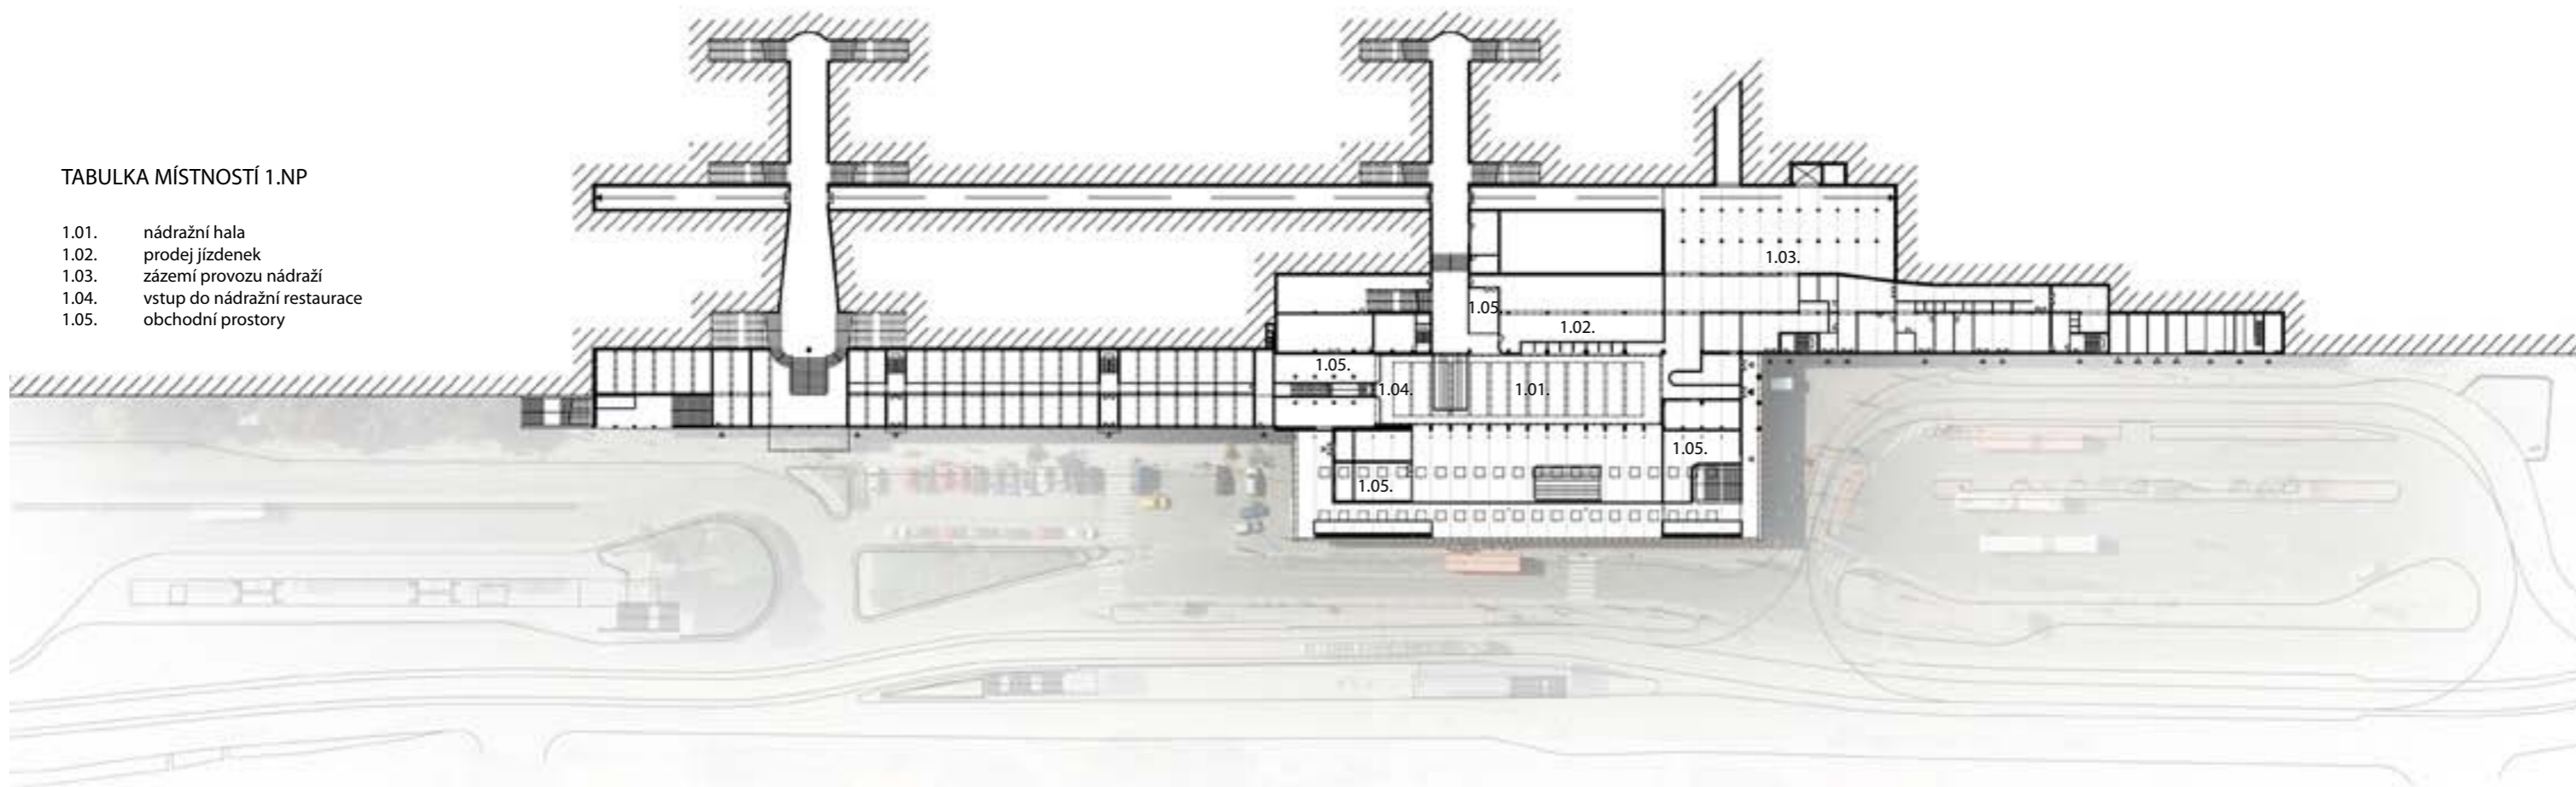 TABULKA MÍSTNOSTÍ 1.NP
1.01. nádražní hala
1.02. prodej jízdenek
1.03. zázemí provozu nádraží
1.04. vstup do nádražní restaurace
1.05. obchodní prostory
1.03.
1.05.
1.02.
1.05.
1.04.
1.01.
1.05.
1.05.